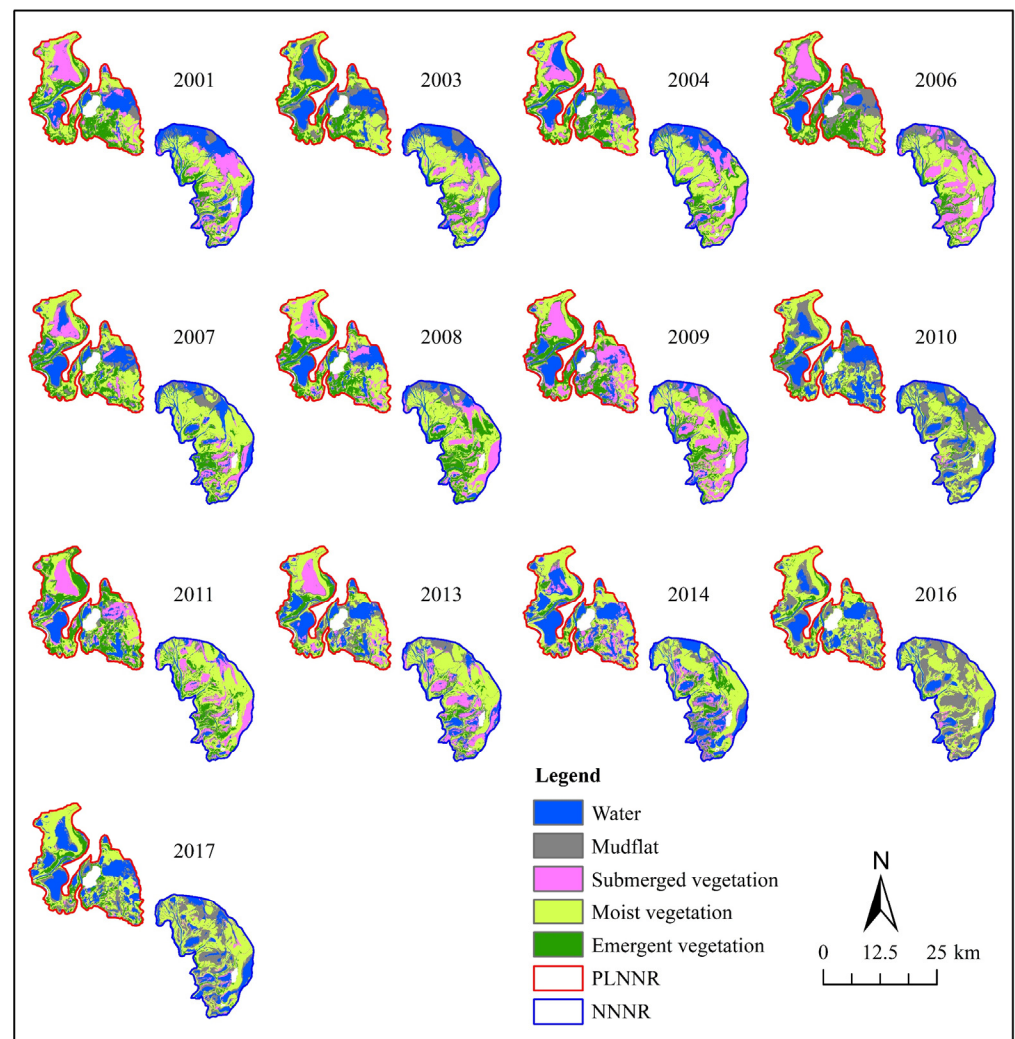 2001
2003
2004
2006
2007
2008
2009
2010
2011
2013
2014
2016
2017
Legend
Water
Mudflat
Submerged vegetation
Moist vegetation
Emergent vegetation
PLNNR
NNNR
N
0 12.5 25 km